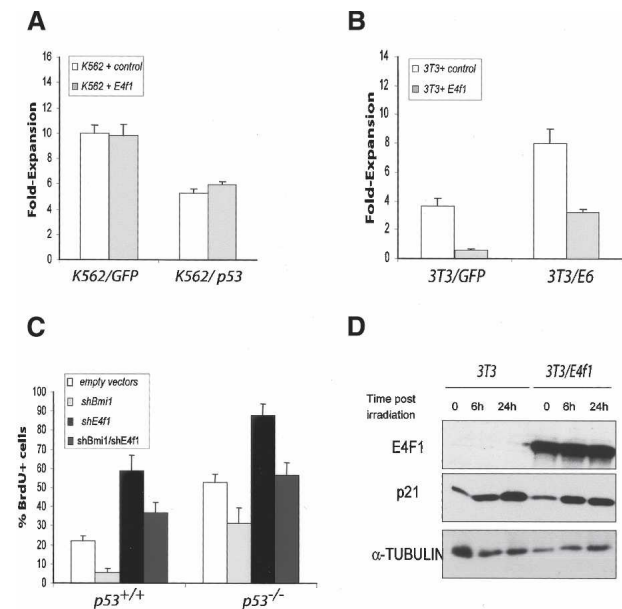 A
Fold-Expansion
16
14
12
10
8
6
4
2
0
K562 + control
K562 + E4f1
K562/GFP K562/ p53
B
Fold-Expansion
14
12
10
8
6
4
2
0
3T3+ control
3T3+ E4f1
3T3/GFP 3T3/E6
C
empty vectors
shBmi1
shE4f1
shBmi1/shE4f1
% BrdU+ cells
100
90
80
70
60
50
40
30
20
10
0
p53+/+ p53-/-
D
3T3 3T3/E4f1
Time post
irradiation 0 6h 24h 0 6h 24h
E4F1
p21
α-TUBULIN